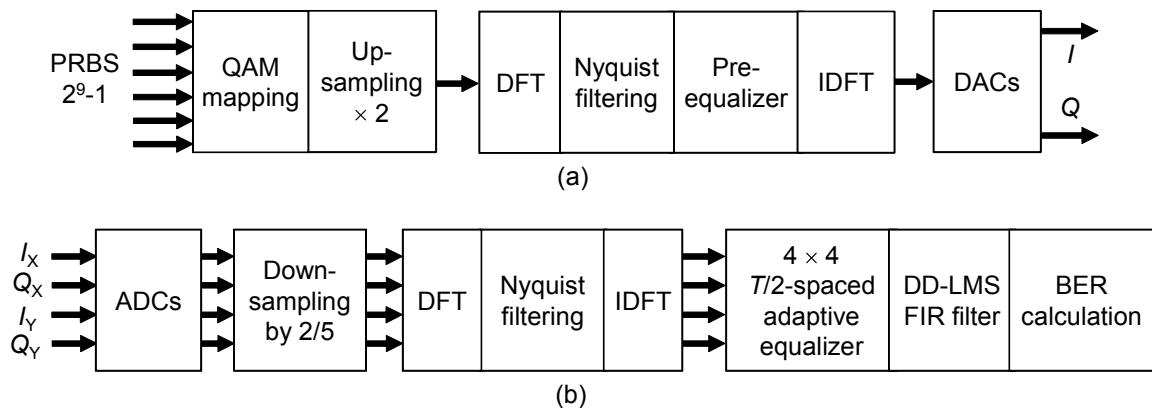 PRBS
2⁹-1
QAM
mapping
Up-
sampling
× 2
DFT
Nyquist
filtering
Pre-
equalizer
IDFT
DACs
I
Q
(a)
I_X
Q_X
I_Y
Q_Y
ADCs
Down-
sampling
by 2/5
DFT
Nyquist
filtering
IDFT
4 × 4
T/2-spaced
adaptive
equalizer
DD-LMS
FIR filter
BER
calculation
(b)